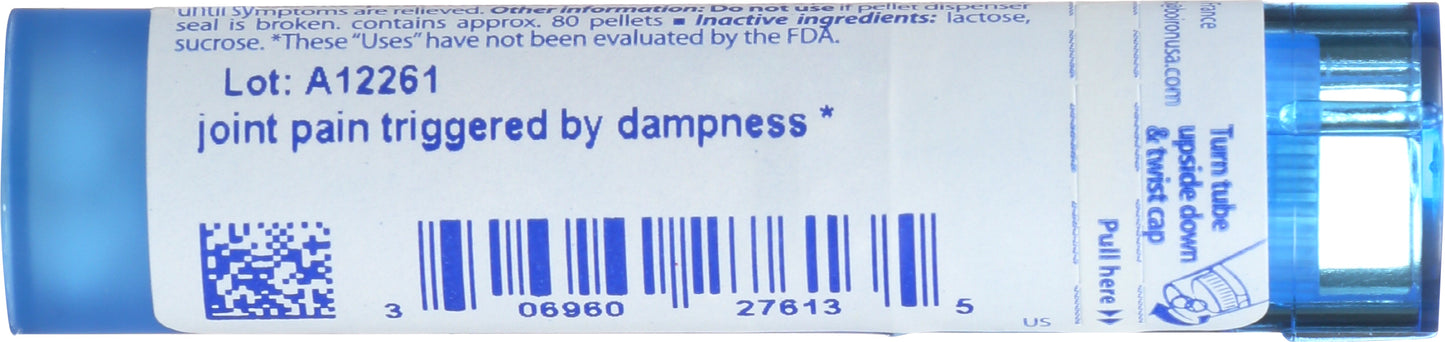 until symptoms are relieved. Other information: Do not use if pellet dispenser
seal is broken. contains approx. 80 pellets ■ Inactive ingredients: lactose,
sucrose. *These “Uses” have not been evaluated by the FDA.
Lot: A12261
joint pain triggered by dampness *
3 06960 27613 5
US
Pull here
Turn tube
upside down
& twist cap